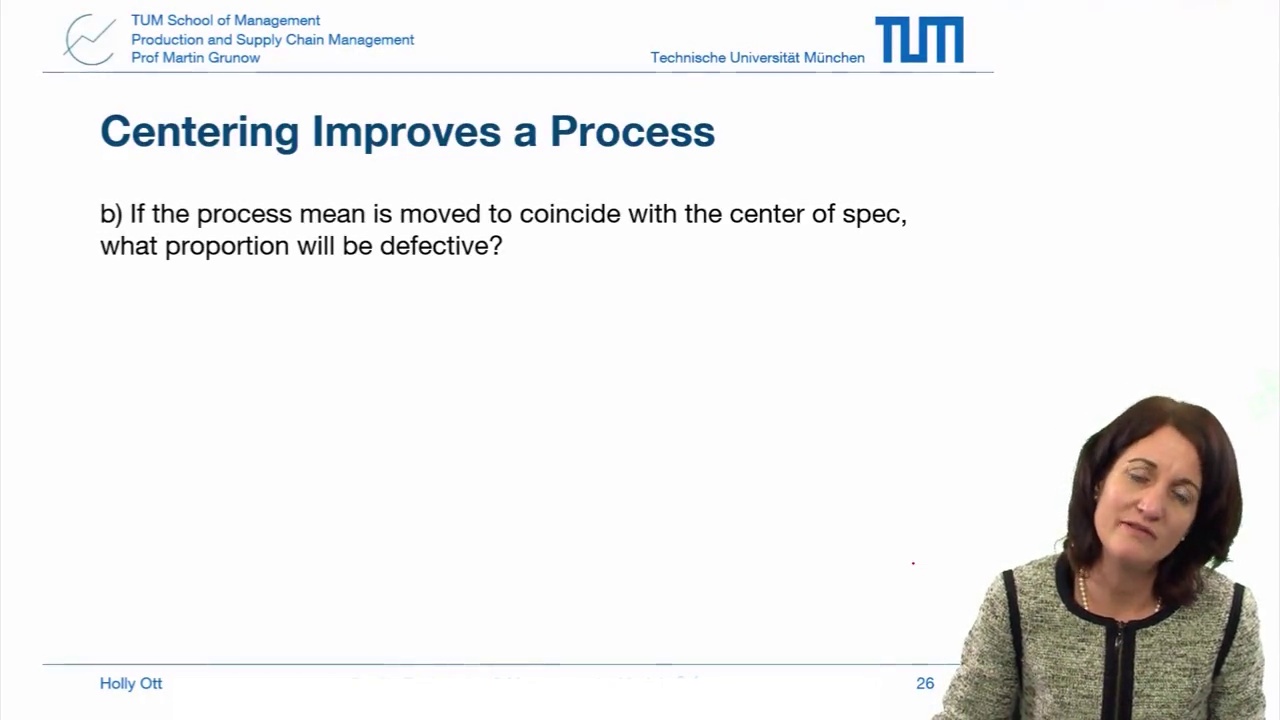 TUM School of Management
Production and Supply Chain Management
Prof Martin Grunow
Technische Universität München
TUM
Centering Improves a Process
b) If the process mean is moved to coincide with the center of spec,
what proportion will be defective?
Holly Ott
26